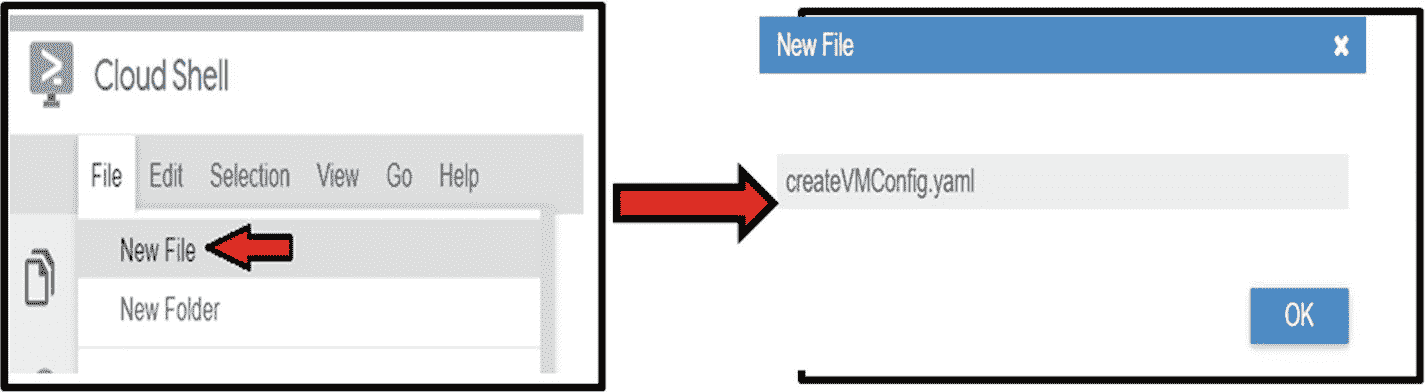 Cloud Shell
File Edit Selection View Go Help
New File
New Folder
New File
createVMConfig.yaml
OK